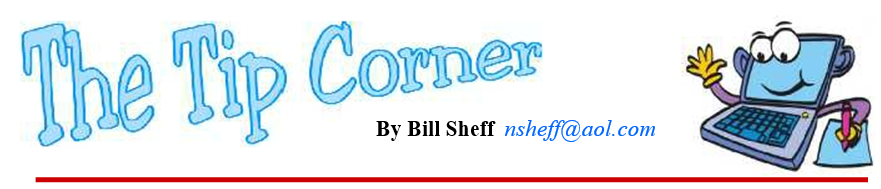 The Tip Corner
By Bill Sheff nsheff@aol.com